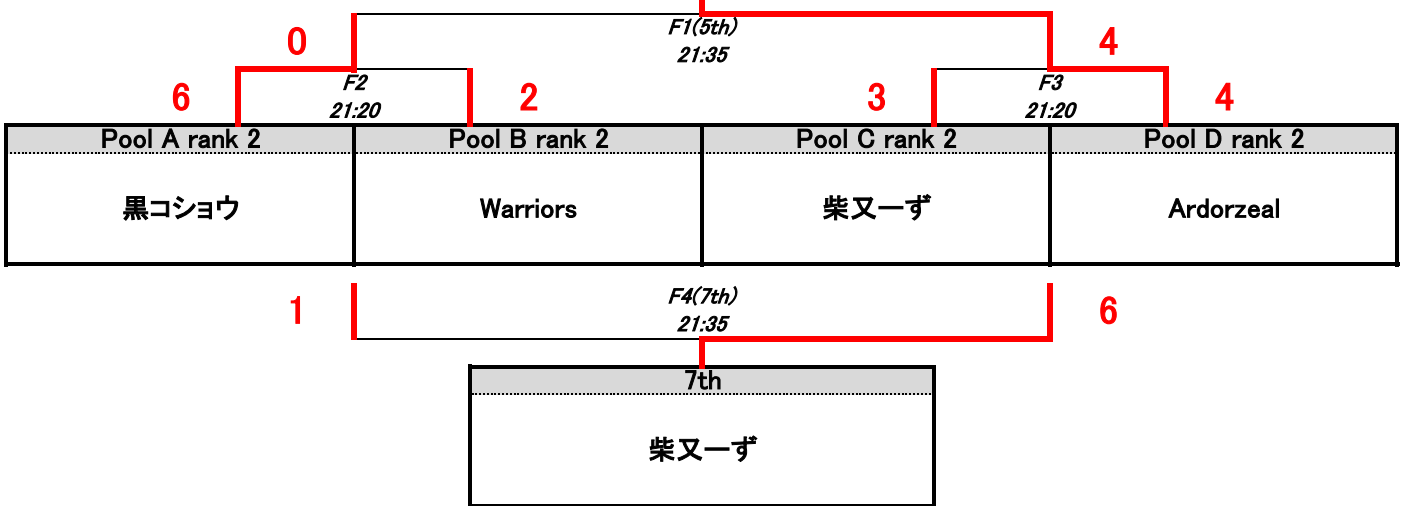 F1(5th)
0 4
21:35
F2 F3
6 2 3 4
21:20 21:20
Pool A rank 2 Pool B rank 2 Pool C rank 2 Pool D rank 2
黒コショウ Warriors 柴又一ず Ardorzeal
F4(7th)
1 6
21:35
7th
柴又一ず